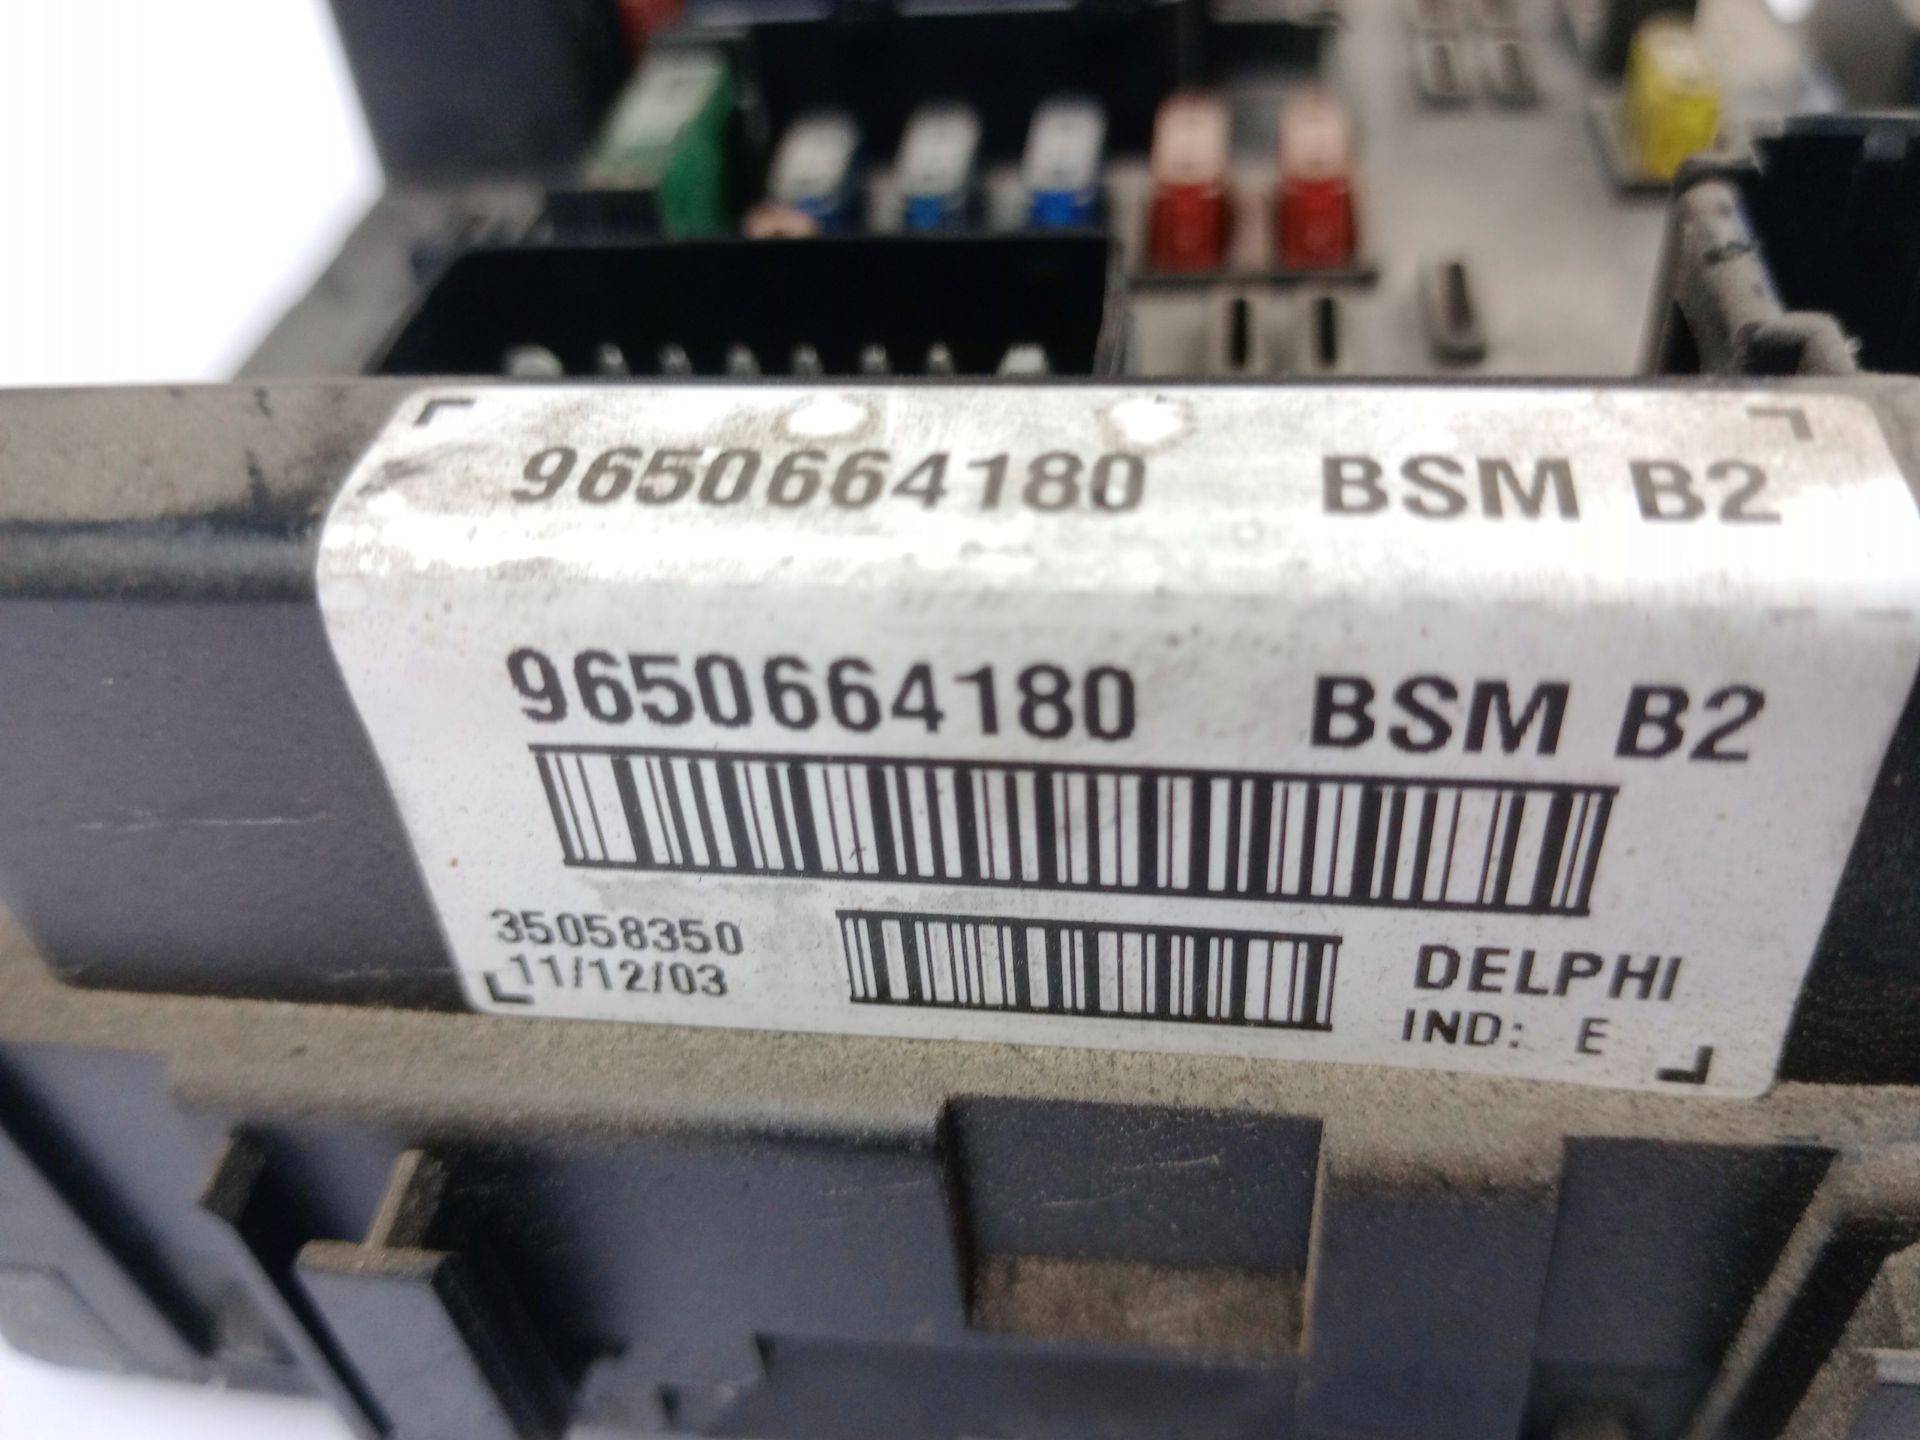 9650664180 BSM B2
9650664180 BSM B2
35058350
11/12/03
DELPHI
IND: E